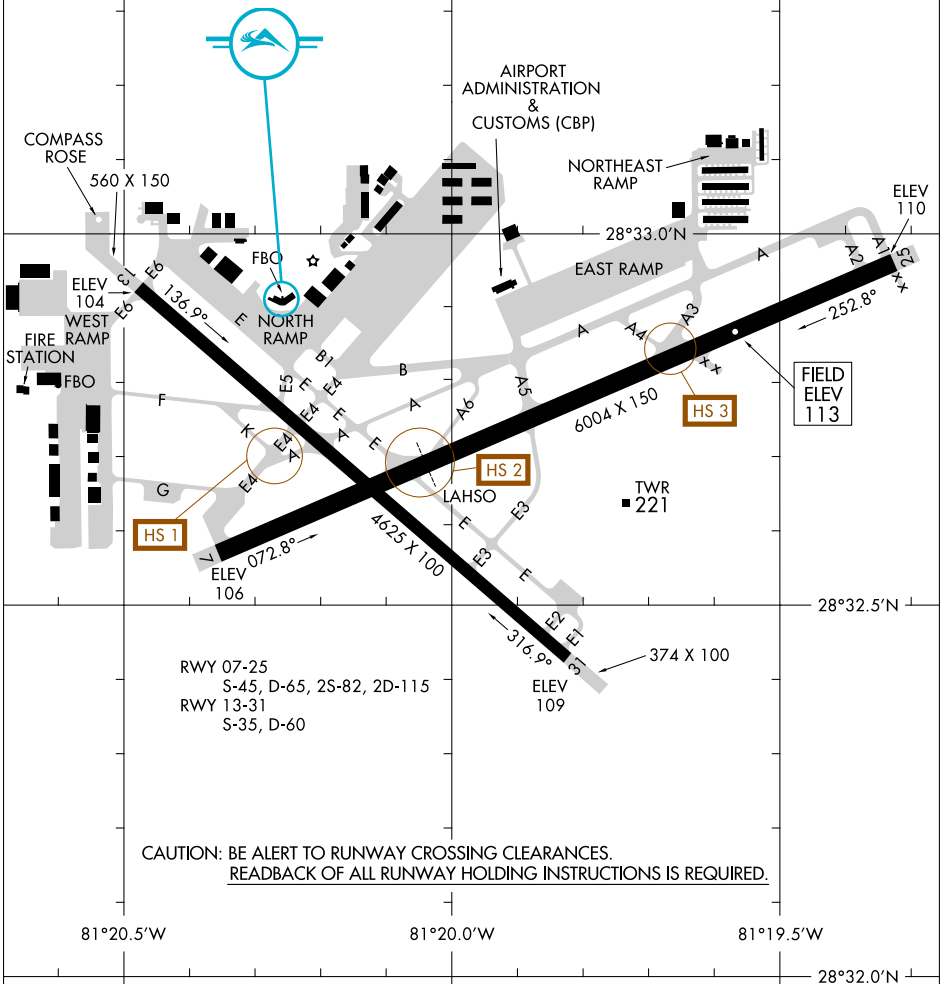 AIRPORT
ADMINISTRATION
&
CUSTOMS (CBP)
COMPASS
ROSE
560 X 150
NORTHEAST
RAMP
ELEV
110
28°33.0'N
EAST RAMP
A
A1
A2
25
X X X
252.8°
FBO
E6
13
ELEV
104
E6
136.9°
WEST
RAMP
E
NORTH
RAMP
FIRE
STATION
FBO
B1
B
A
A4
A3
X X
FIELD
ELEV
113
HS 3
6004 X 150
F
E5
E
E4
E4
E
A
A
A6
A5
K
E4
A
E
E4
HS 2
LAHSO
G
HS 1
TWR
221
7
072.8°
ELEV
106
4625 X 100
E
E3
E3
E
28°32.5'N
E2
E1
316.9°
31
374 X 100
ELEV
109
RWY 07-25
S-45, D-65, 2S-82, 2D-115
RWY 13-31
S-35, D-60
CAUTION: BE ALERT TO RUNWAY CROSSING CLEARANCES.
READBACK OF ALL RUNWAY HOLDING INSTRUCTIONS IS REQUIRED.
81°20.5'W
81°20.0'W
81°19.5'W
28°32.0'N